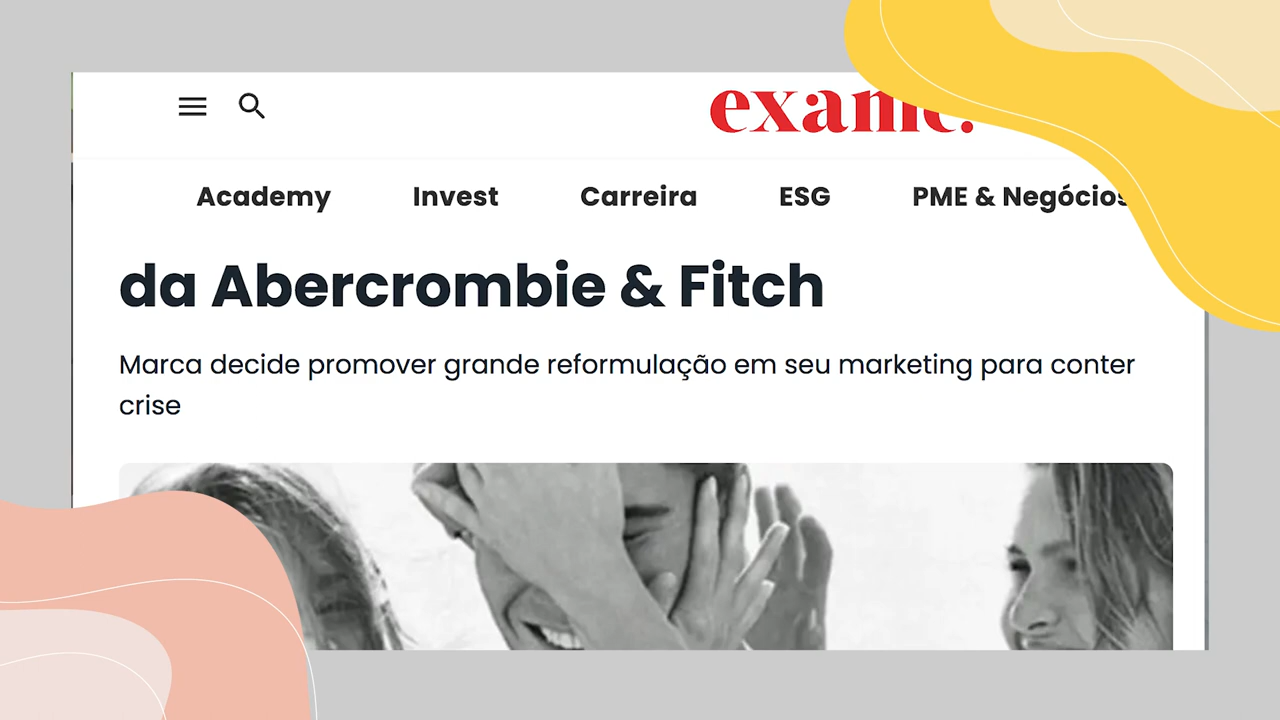 exame.
Academy Invest Carreira ESG PME & Negócios
da Abercrombie & Fitch
Marca decide promover grande reformulação em seu marketing para conter
crise